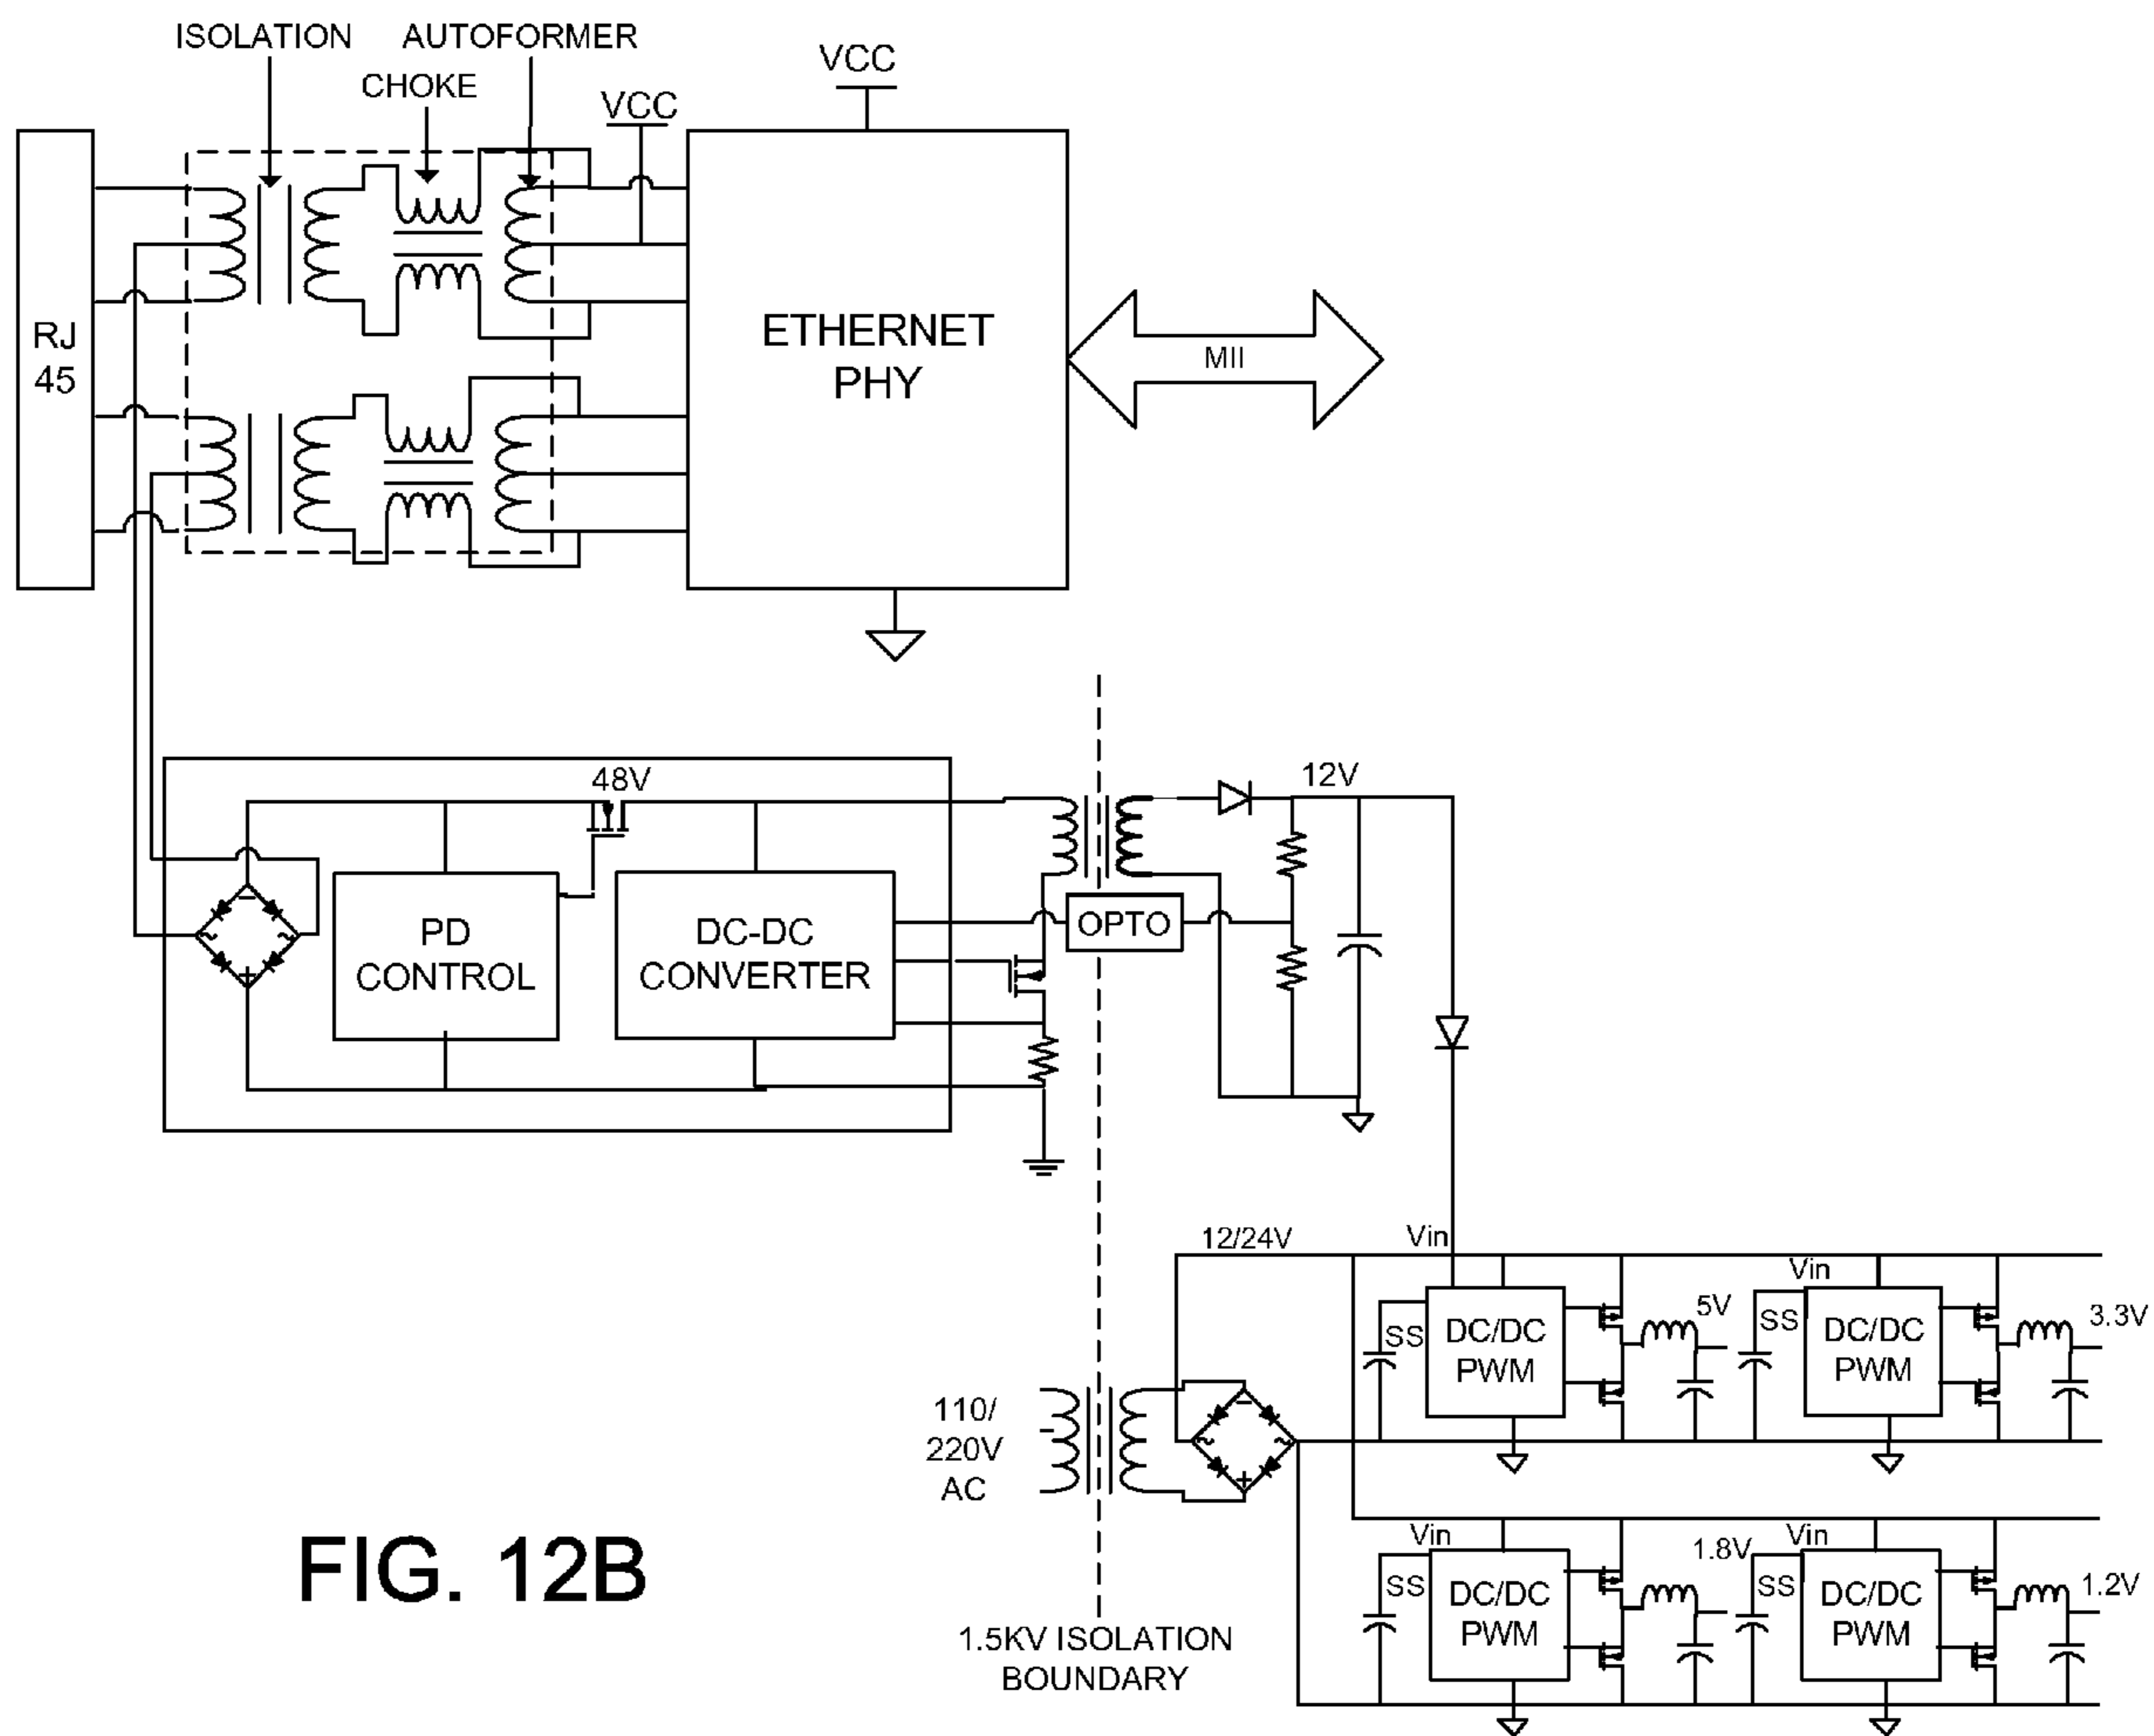 ISOLATION
AUTOFORMER
CHOKE
VCC
VCC
RJ
45
ETHERNET
PHY
MII
48V
12V
PD
CONTROL
DC-DC
CONVERTER
OPTO
12/24V
Vin
Vin
5V
3.3V
SS
DC/DC
PWM
SS
DC/DC
PWM
110/
220V
AC
Vin
Vin
1.8V
1.2V
SS
DC/DC
PWM
SS
DC/DC
PWM
FIG. 12B
1.5KV ISOLATION
BOUNDARY